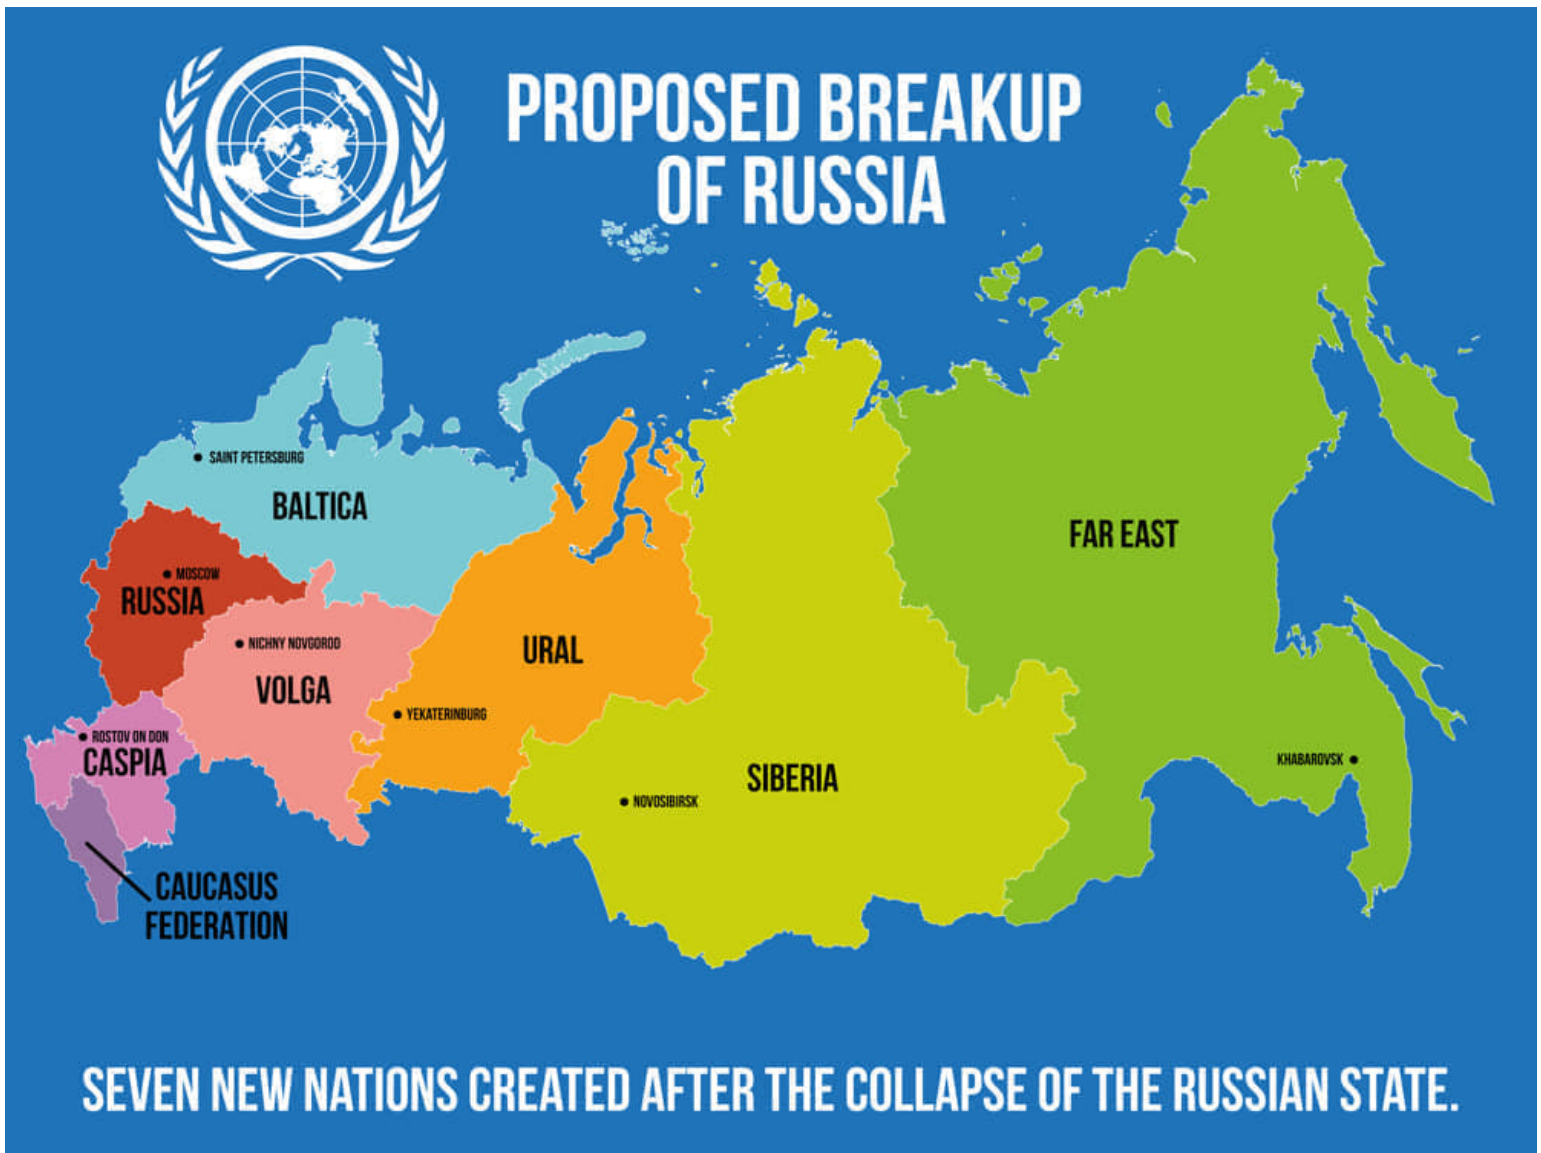 PROPOSED BREAKUP
OF RUSSIA
SAINT PETERSBURG
BALTICA
MOSCOW
RUSSIA
NICHNY NOVGOROD
VOLGA
URAL
YEKATERINBURG
FAR EAST
ROSTOV ON DON
CASPIA
SIBERIA
NOVOSIBIRSK
KHABAROVSK
CAUCASUS
FEDERATION
SEVEN NEW NATIONS CREATED AFTER THE COLLAPSE OF THE RUSSIAN STATE.